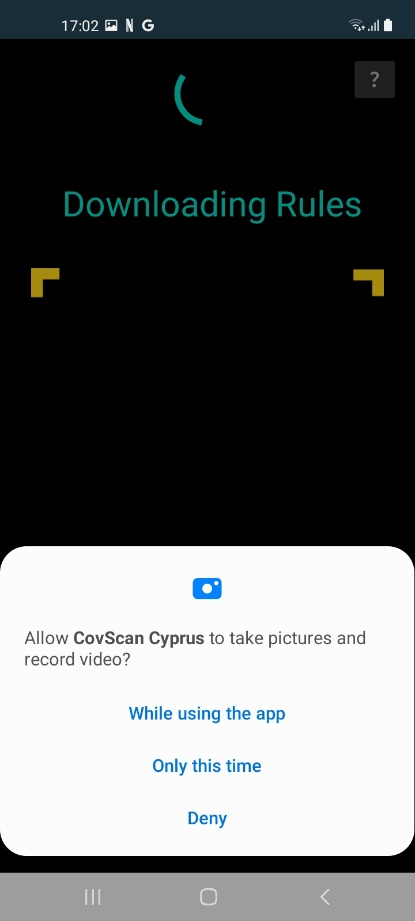 17:02 N G
?
Downloading Rules
Allow CovScan Cyprus to take pictures and
record video?
While using the app
Only this time
Deny